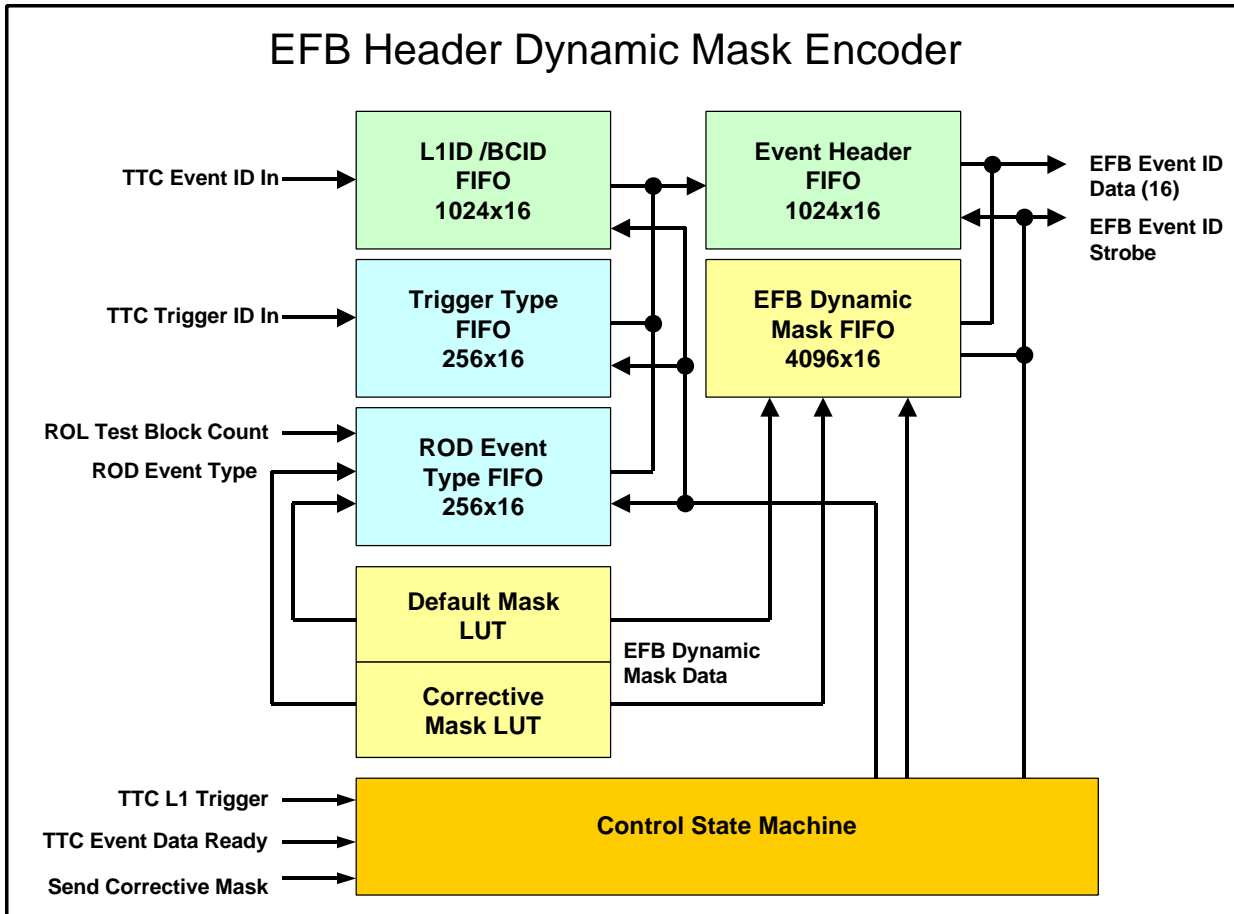 EFB Header Dynamic Mask Encoder
TTC Event ID In
L1ID /BCID
FIFO
1024x16
Event Header
FIFO
1024x16
EFB Event ID
Data (16)
EFB Event ID
Strobe
TTC Trigger ID In
Trigger Type
FIFO
256x16
EFB Dynamic
Mask FIFO
4096x16
ROL Test Block Count
ROD Event Type
ROD Event
Type FIFO
256x16
Default Mask
LUT
EFB Dynamic
Mask Data
Corrective
Mask LUT
TTC L1 Trigger
TTC Event Data Ready
Send Corrective Mask
Control State Machine